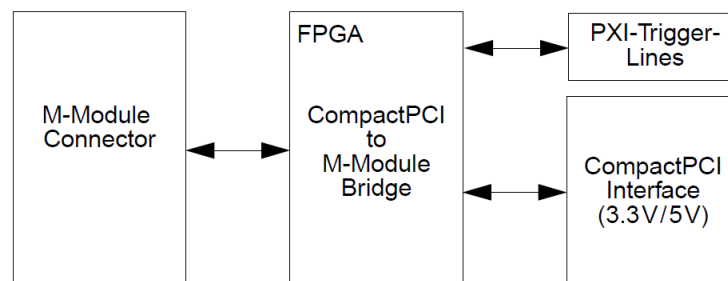 M-Module
Connector
FPGA
CompactPCI
to
M-Module
Bridge
PXI-Trigger-
Lines
CompactPCI
Interface
(3.3V/5V)